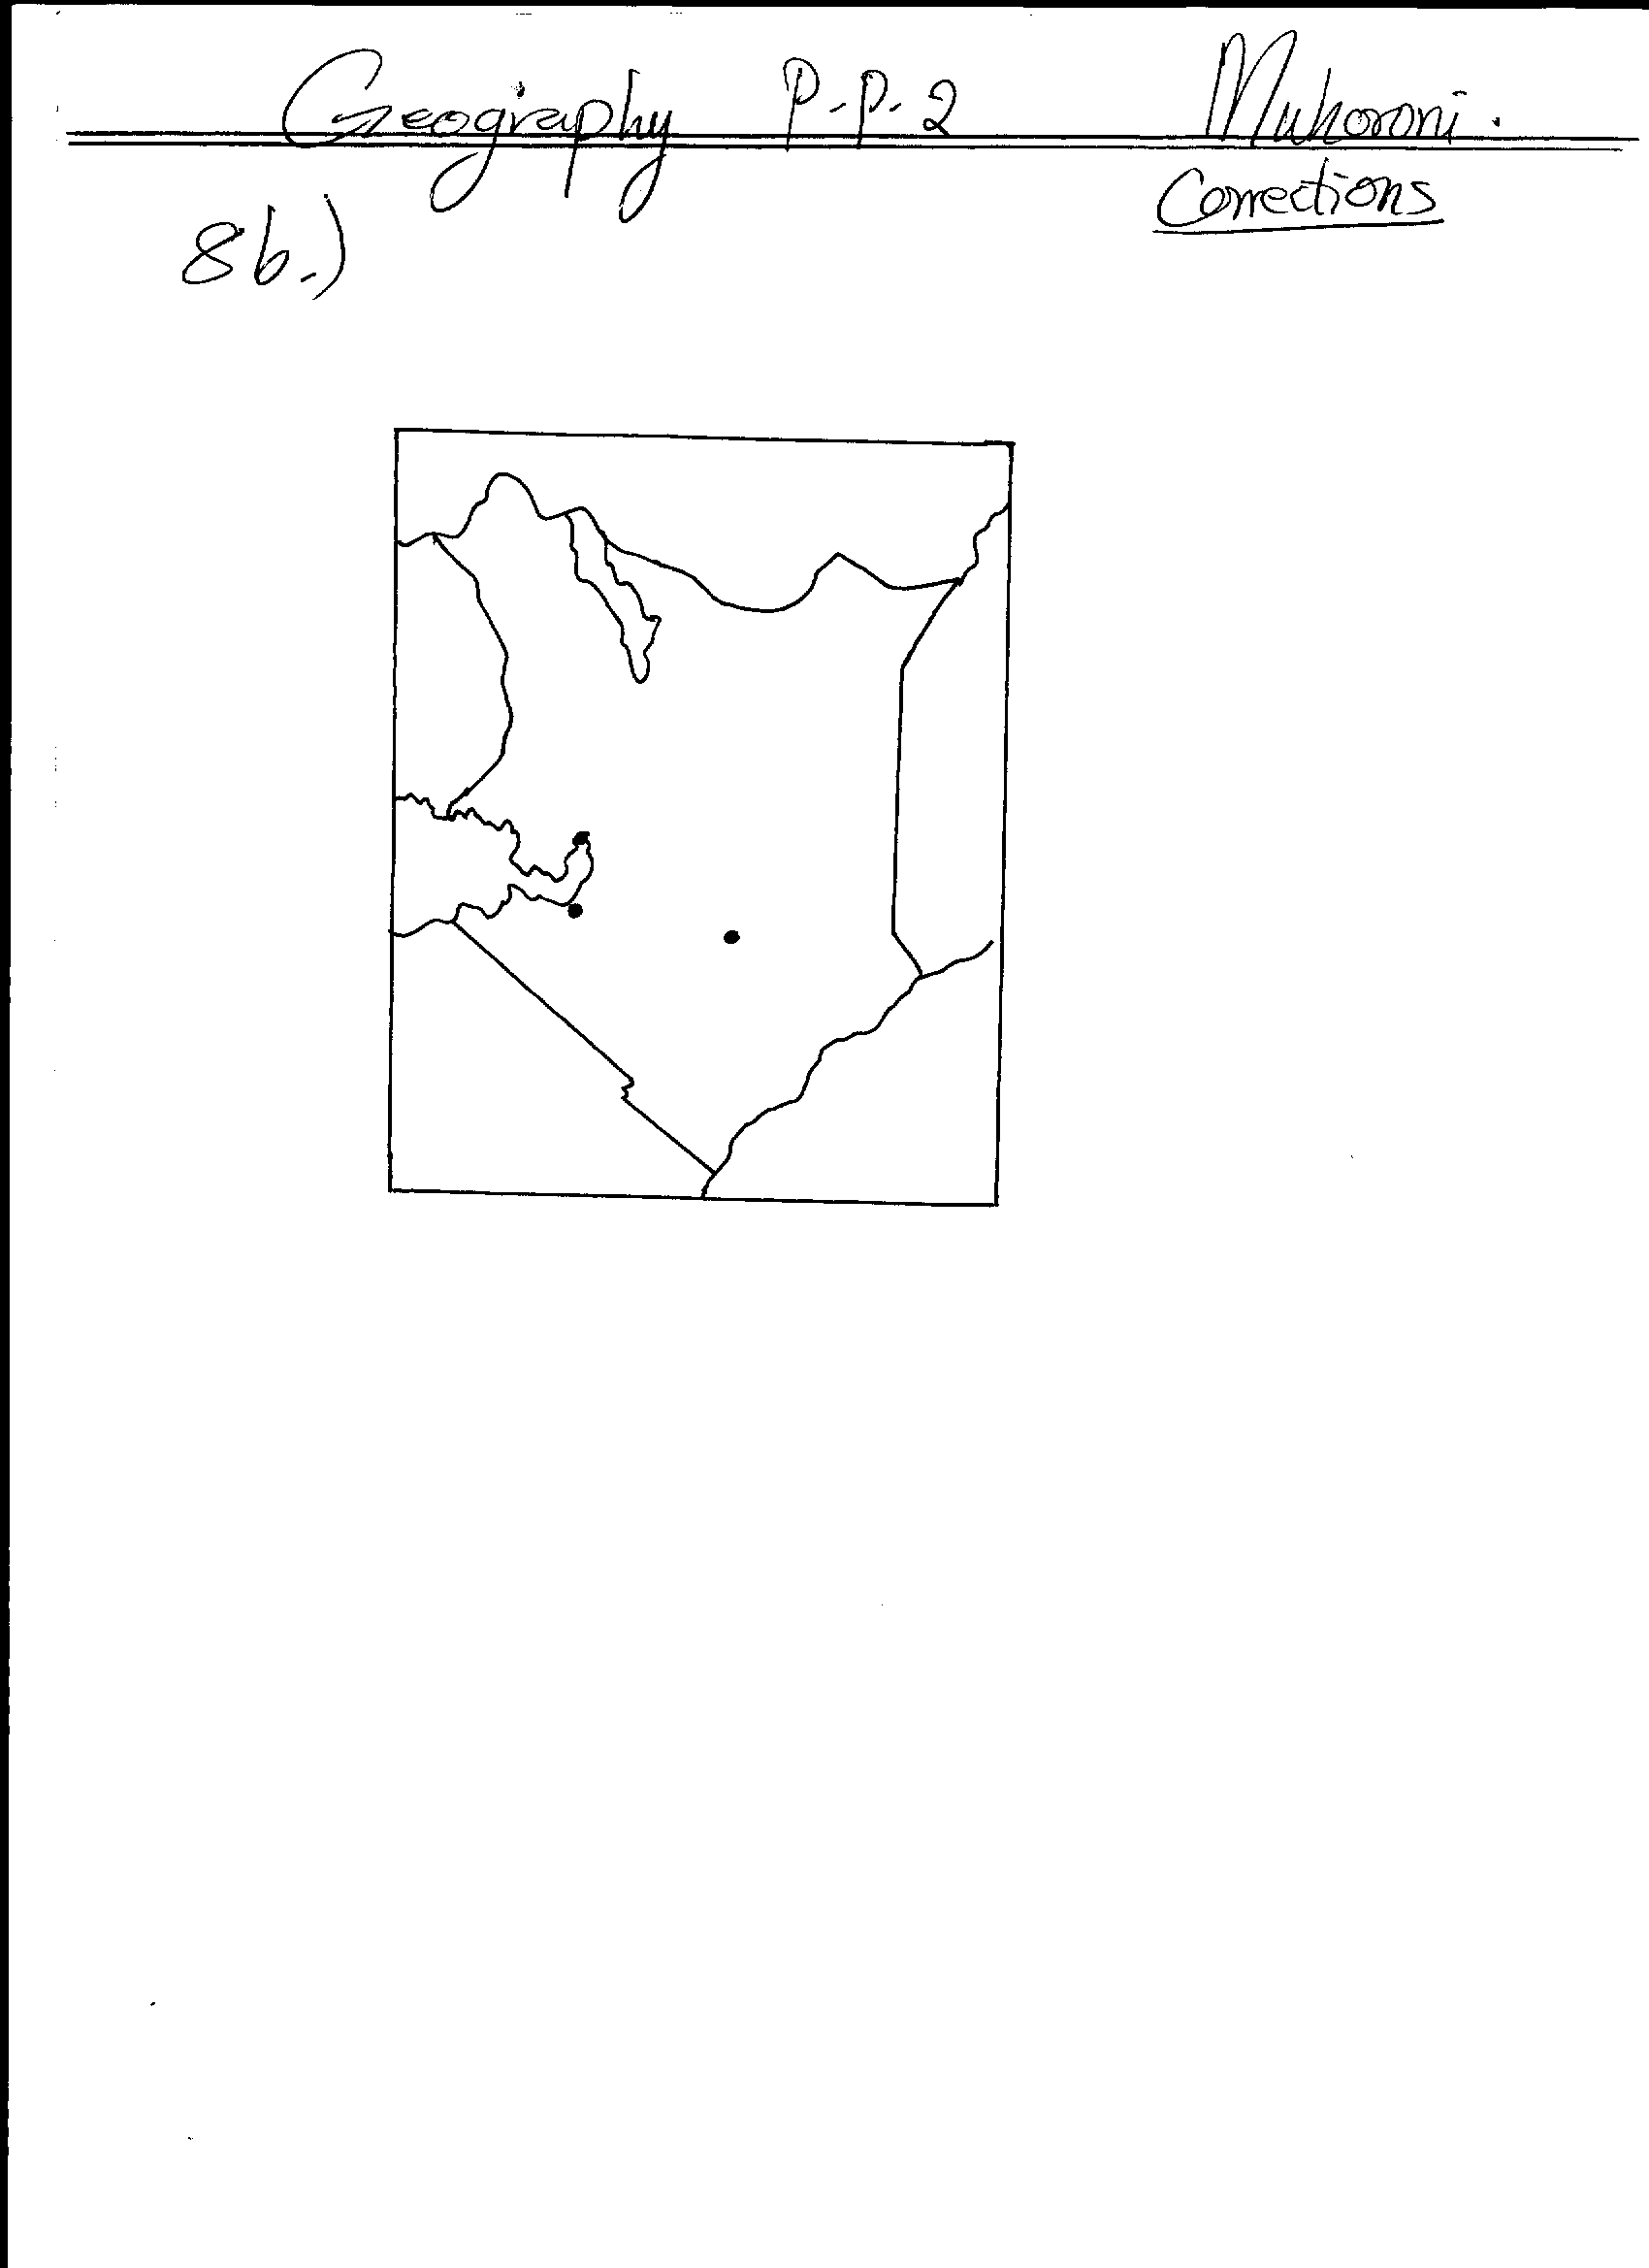 Geography P.P.2 Muhoroni.
Corrections
8b.)